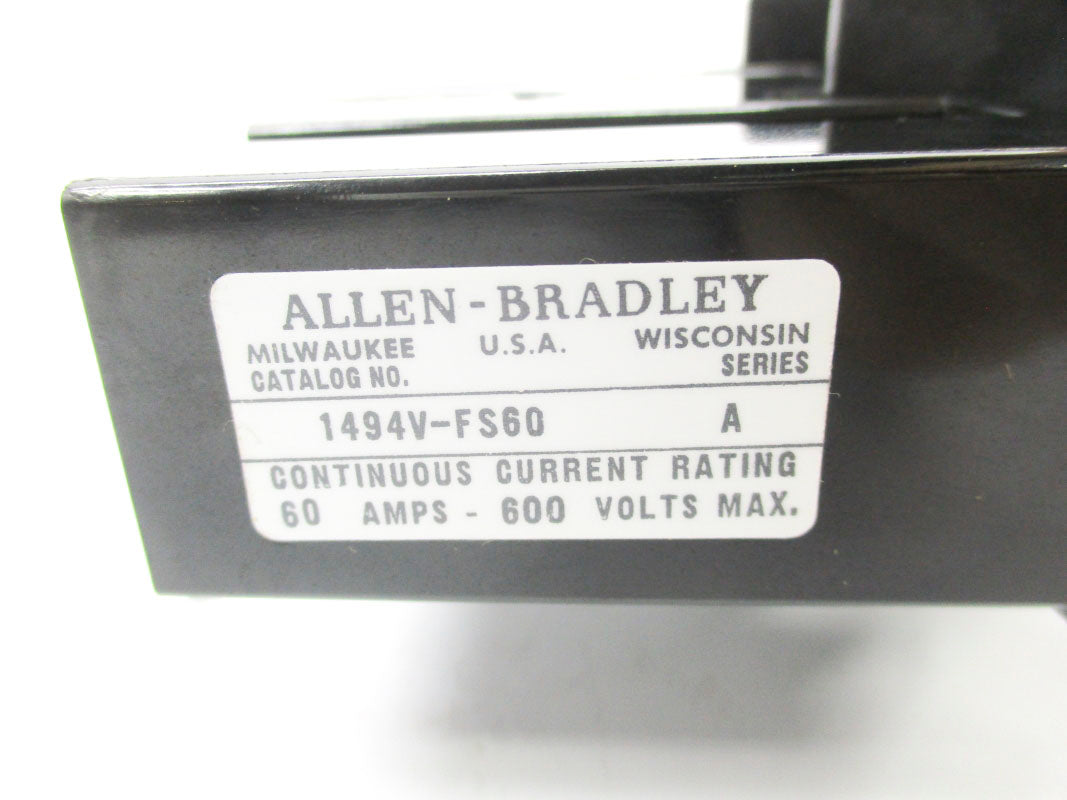 ALLEN-BRADLEY
MILWAUKEE U.S.A. WISCONSIN
CATALOG NO. SERIES
1494V-FS60 A
CONTINUOUS CURRENT RATING
60 AMPS - 600 VOLTS MAX.